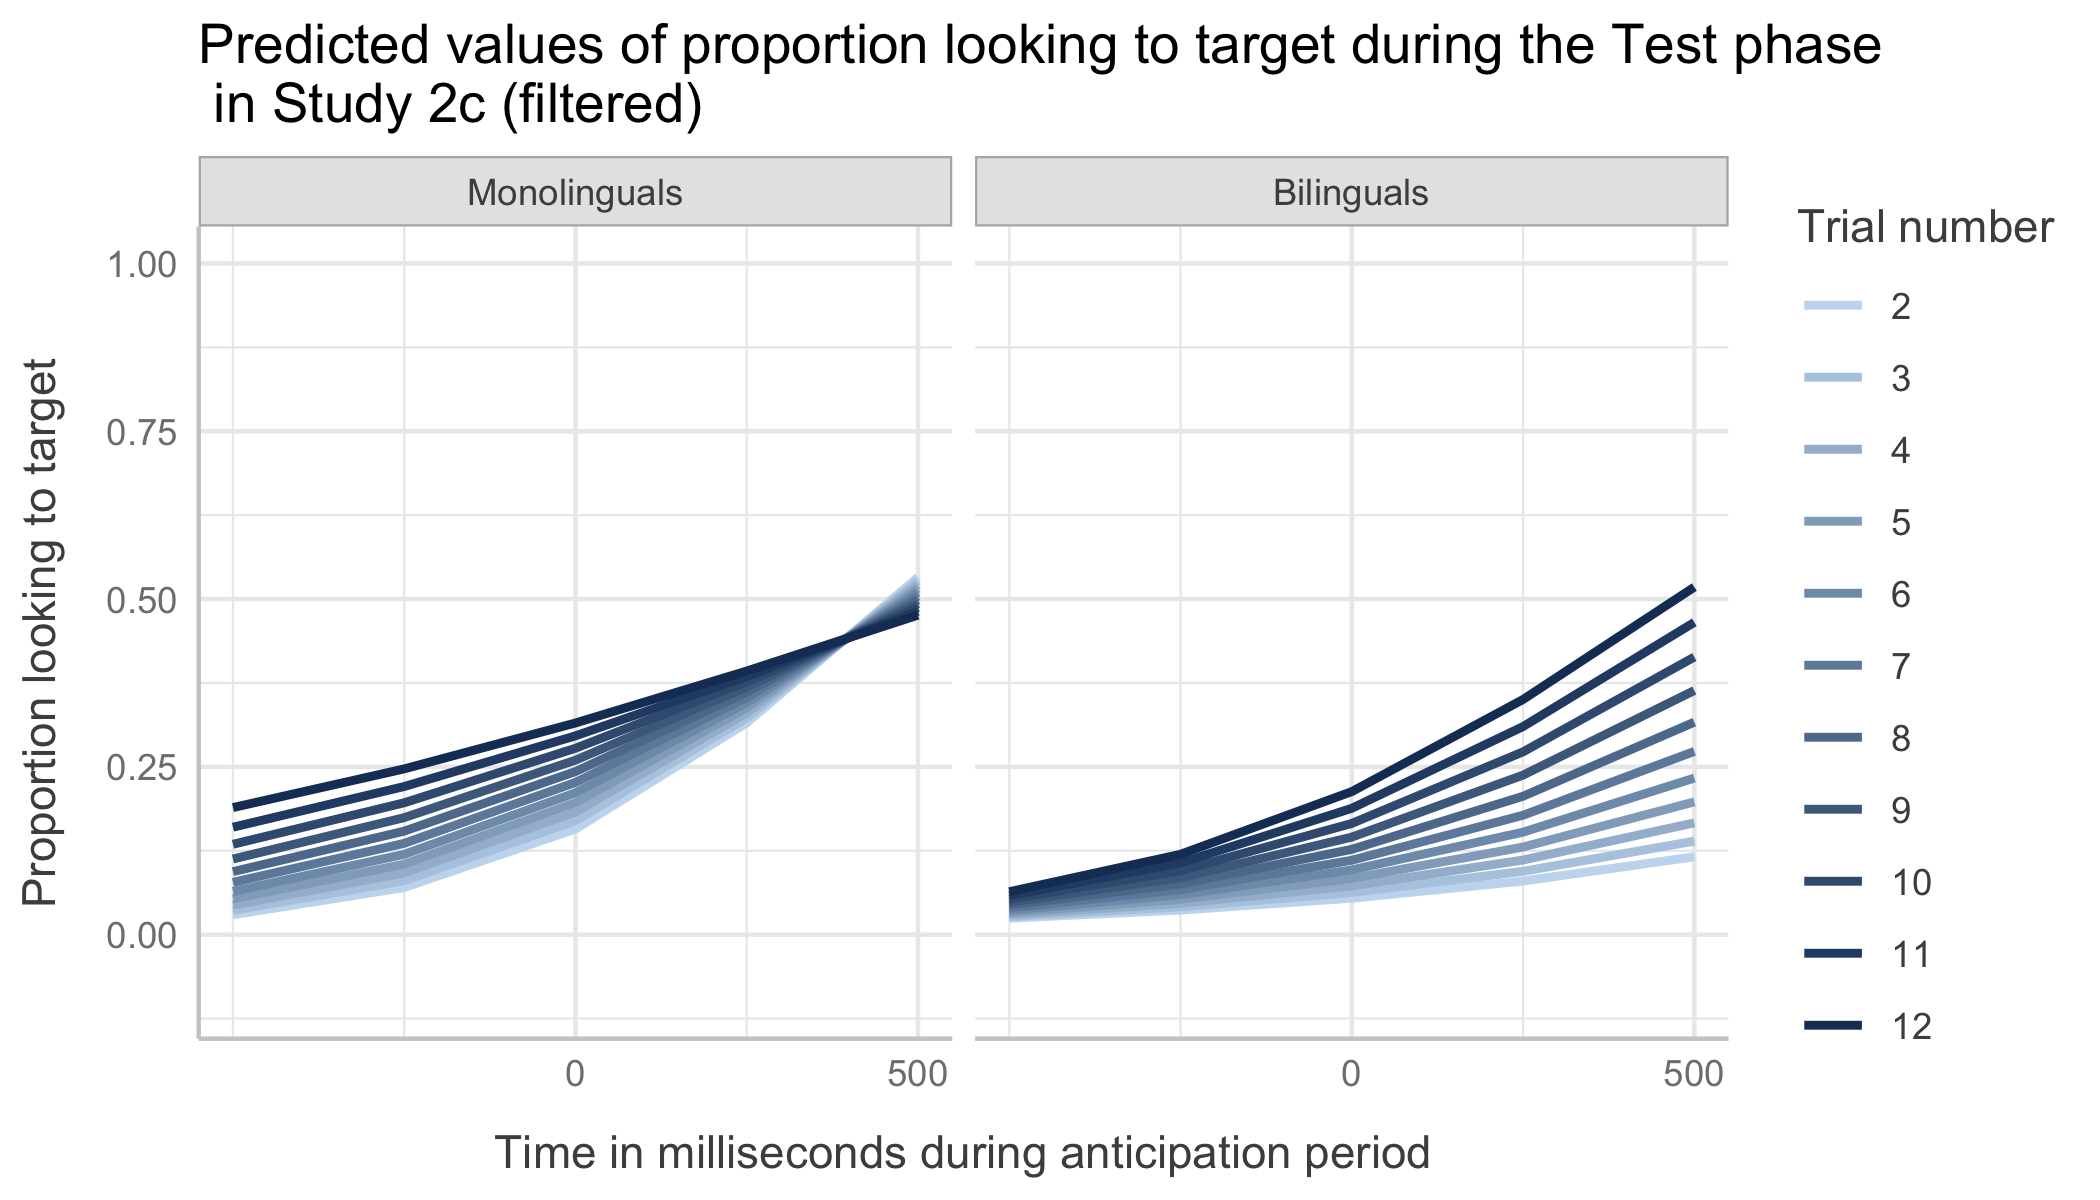 Predicted values of proportion looking to target during the Test phase
in Study 2c (filtered)
Monolinguals
Bilinguals
Proportion looking to target
1.00
0.75
0.50
0.25
0.00
0
500
0
500
Time in milliseconds during anticipation period
Trial number
2
3
4
5
6
7
8
9
10
11
12